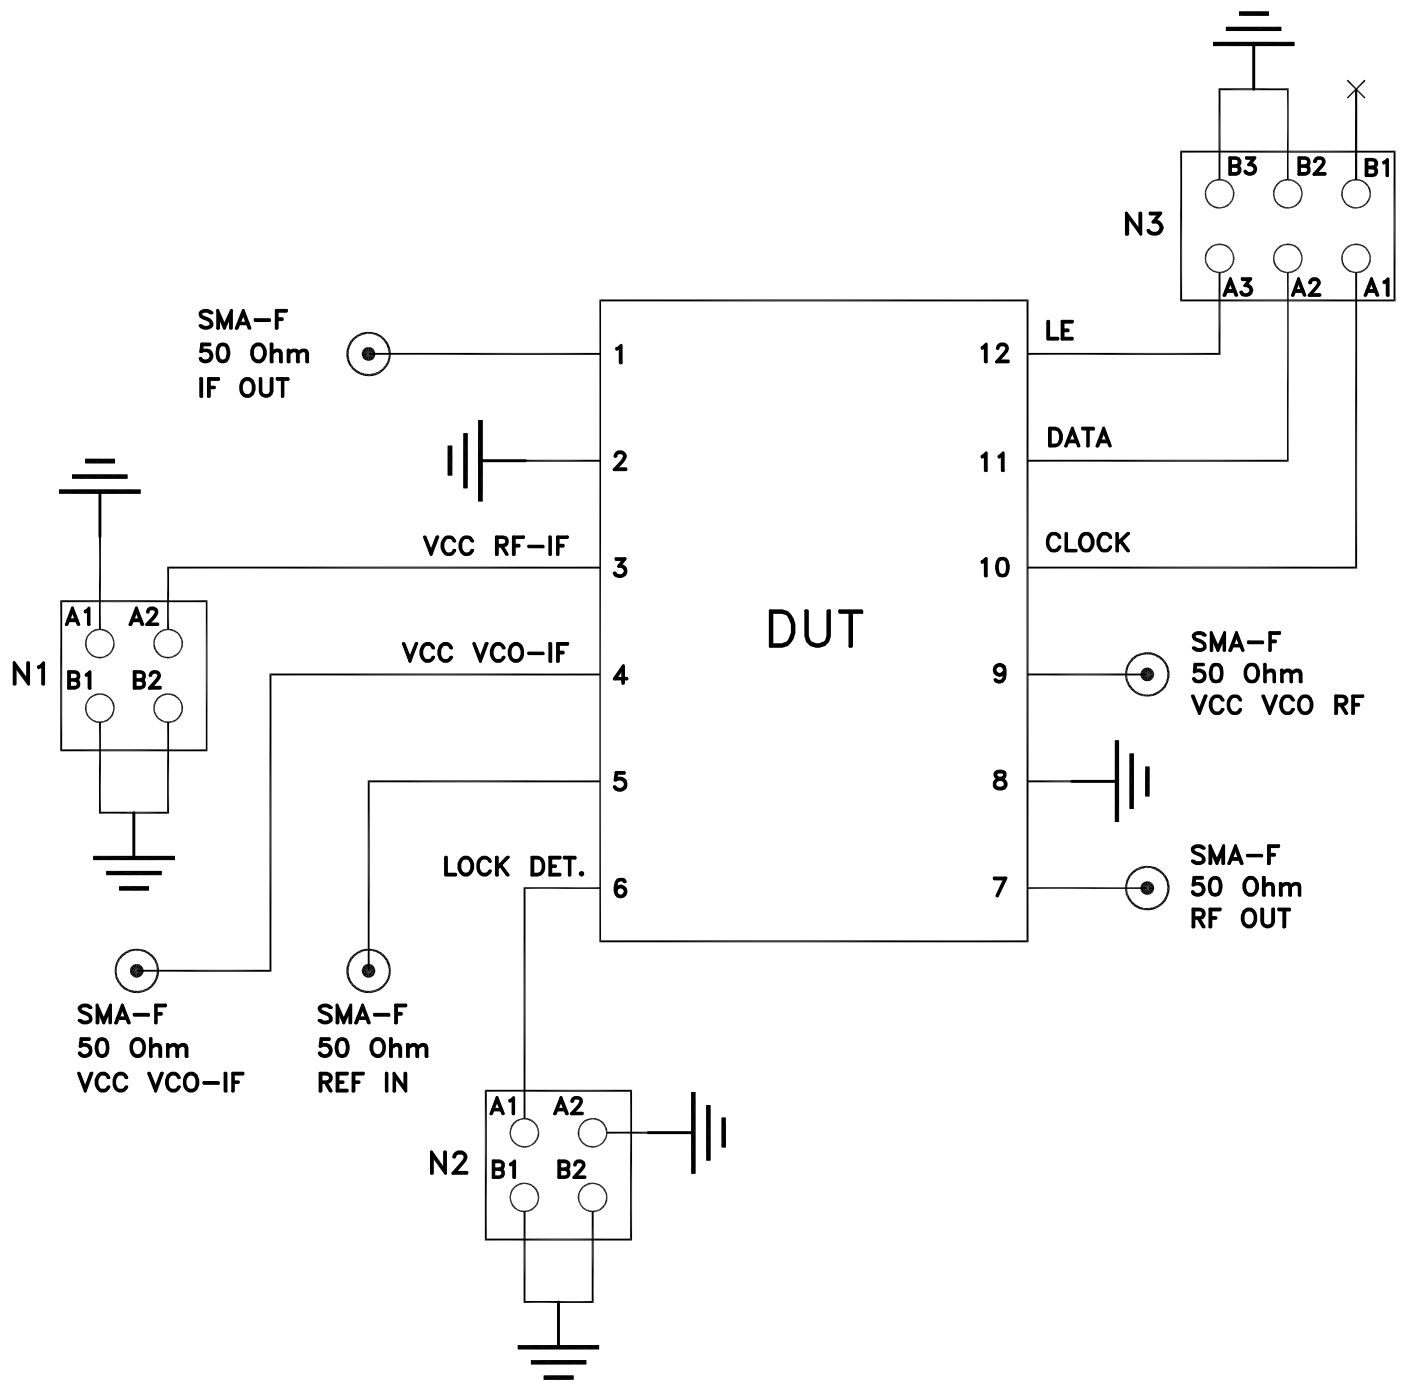 B3 B2 B1
N3
A3 A2 A1
SMA-F
50 Ohm
IF OUT
1
12
LE
2
11
DATA
VCC RF-IF
3
10
CLOCK
DUT
A1 A2
N1
B1 B2
VCC VCO-IF
4
9
SMA-F
50 Ohm
VCC VCO RF
5
8
LOCK DET.
6
7
SMA-F
50 Ohm
RF OUT
SMA-F
50 Ohm
VCC VCO-IF
SMA-F
50 Ohm
REF IN
A1 A2
N2
B1 B2